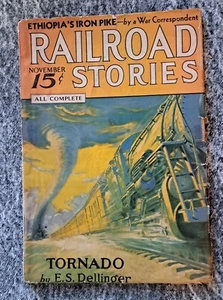 ETHIOPIA'S IRON PIKE—by a War Correspondent
RAILROAD
NOVEMBER
15¢
STORIES
ALL COMPLETE
TORNADO
by E.S. Dellinger